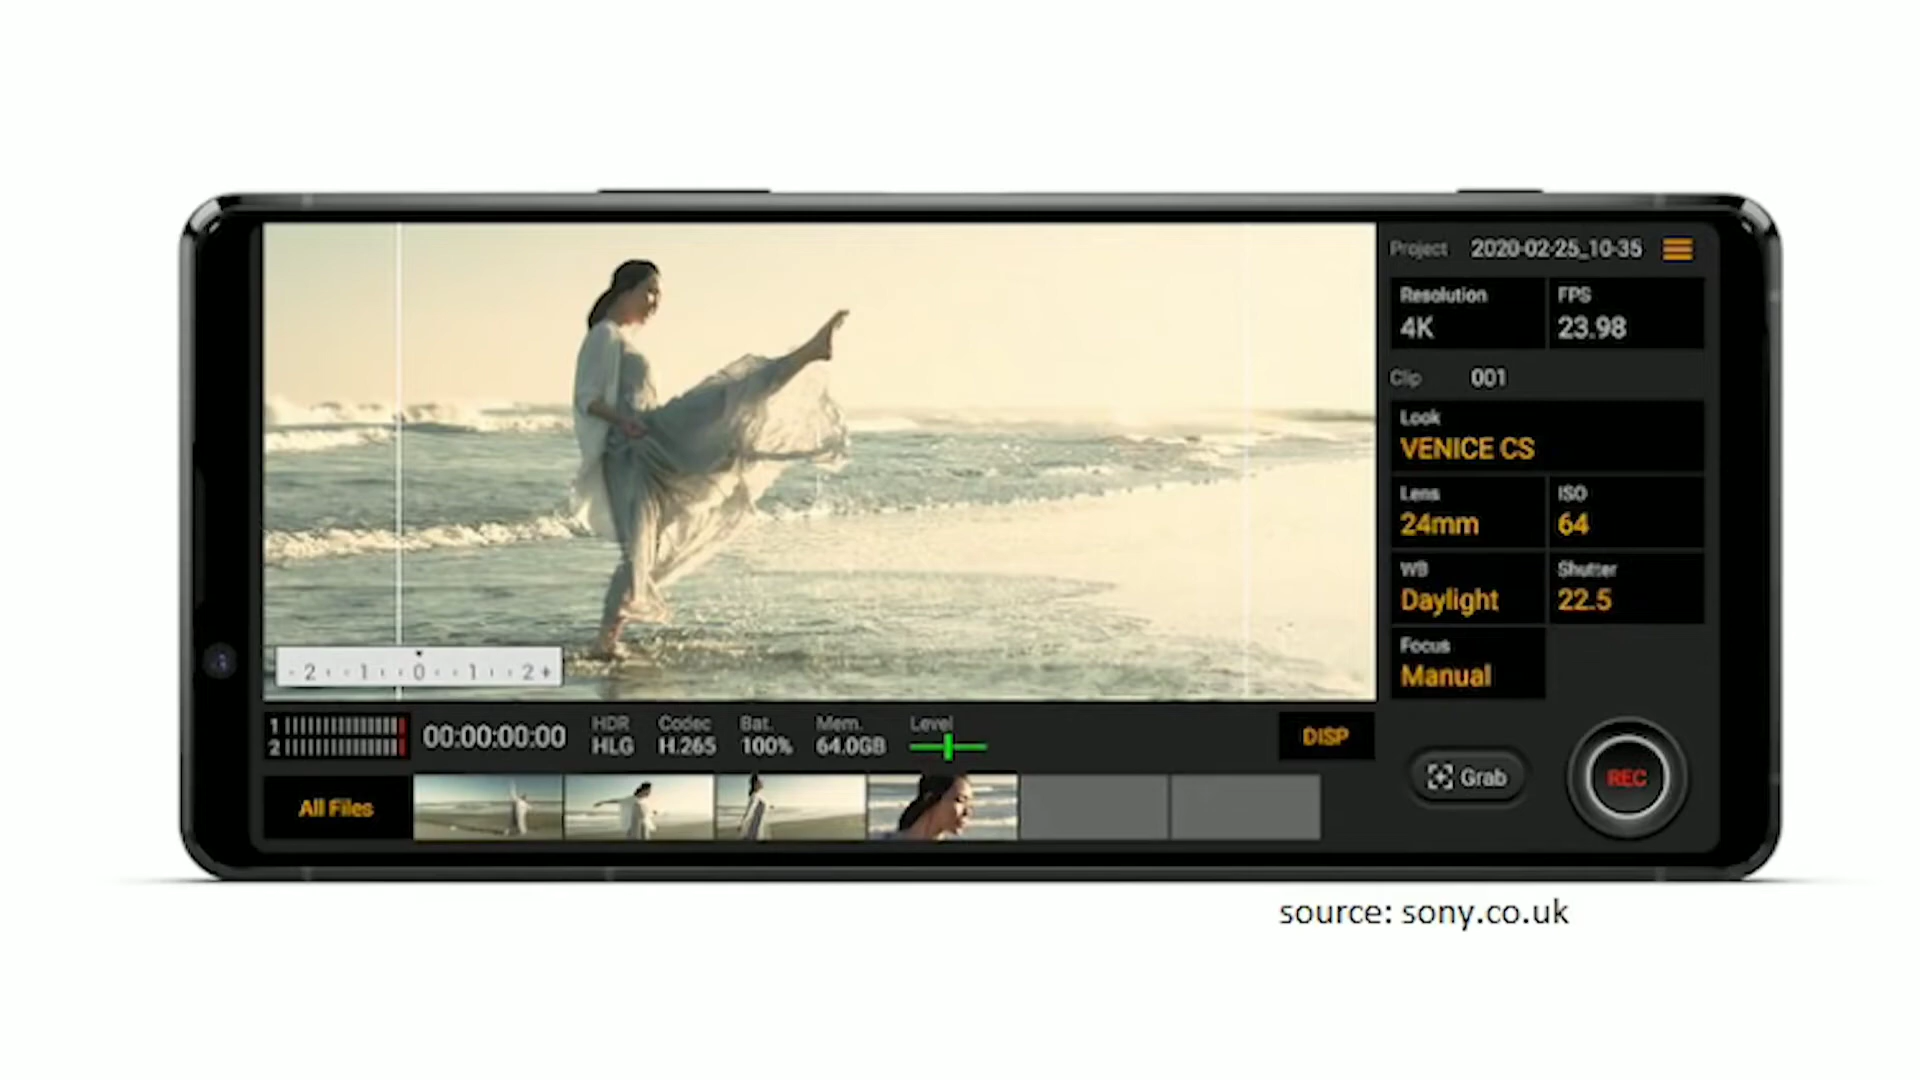 Project 2020-02-25_10-35
Resolution FPS
4K 23.98
Clip 001
Look
VENICE CS
Lens ISO
24mm 64
WB Shutter
Daylight 22.5
Focus
Manual
- 2 1 0 1 2 +
1
2
00:00:00:00
HDR Codec Bat. Mem. Level
HLG H.265 100% 64.0GB
DISP
Grab
REC
All Files
source: sony.co.uk